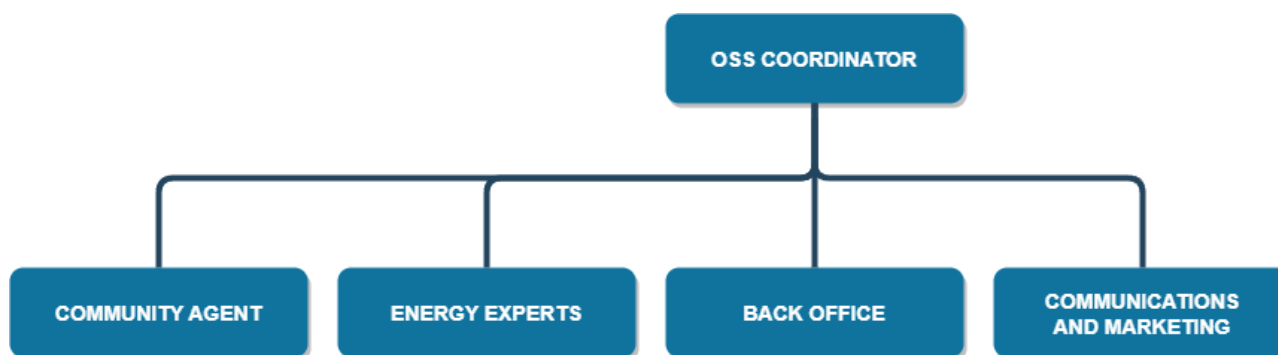 OSS COORDINATOR
COMMUNITY AGENT
ENERGY EXPERTS
BACK OFFICE
COMMUNICATIONS
AND MARKETING